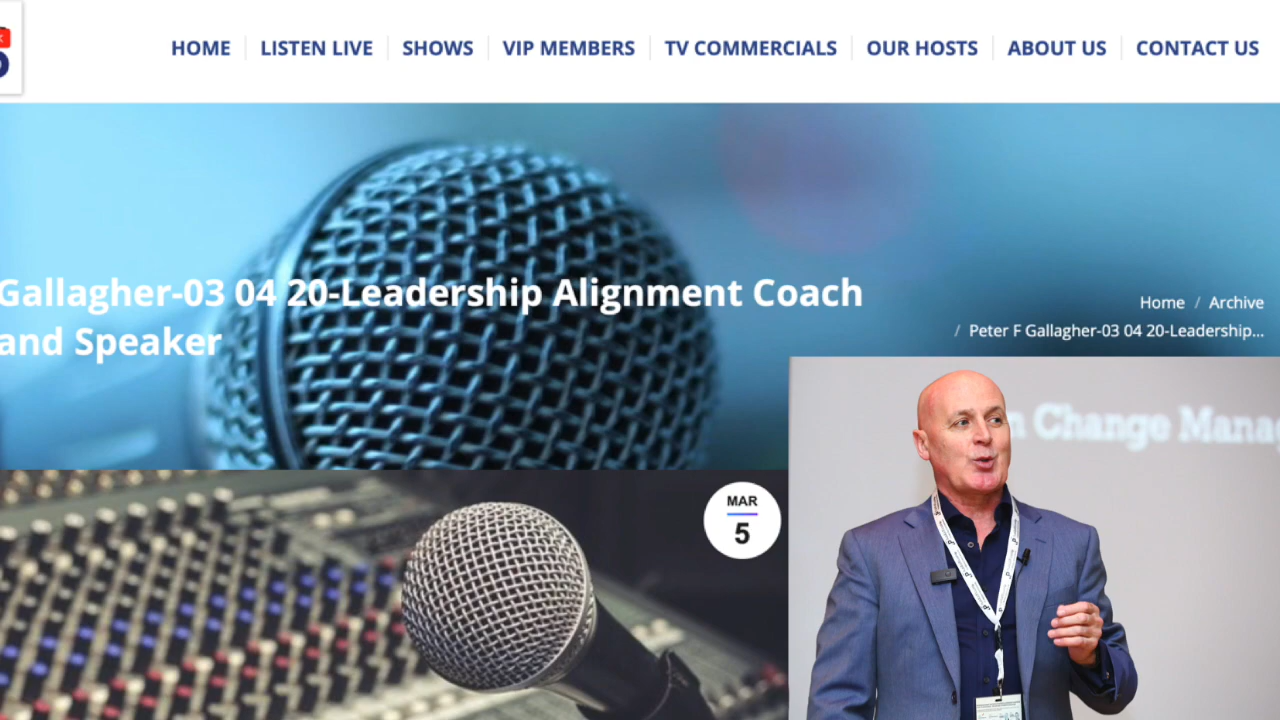 HOME LISTEN LIVE SHOWS VIP MEMBERS TV COMMERCIALS OUR HOSTS ABOUT US CONTACT US
Gallagher-03 04 20-Leadership Alignment Coach
and Speaker
Home / Archive
/ Peter F Gallagher-03 04 20-Leadership...
MAR
5
Change Manag